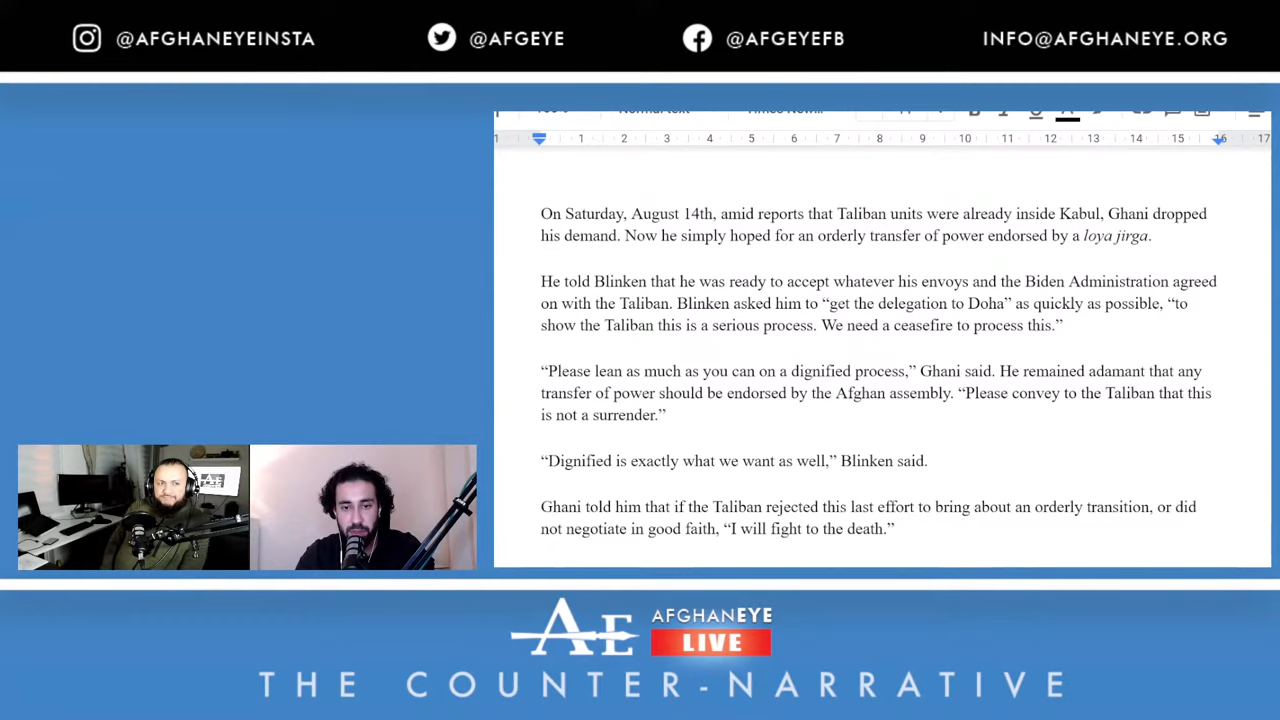 @AFGHANEYEINSTA
@AFGEYE
@AFGEYEFB
INFO@AFGHANEYE.ORG
1 1 2 3 4 5 6 7 8 9 10 11 12 13 14 15 16 17
On Saturday, August 14th, amid reports that Taliban units were already inside Kabul, Ghani dropped
his demand. Now he simply hoped for an orderly transfer of power endorsed by a loya jirga.
He told Blinken that he was ready to accept whatever his envoys and the Biden Administration agreed
on with the Taliban. Blinken asked him to “get the delegation to Doha” as quickly as possible, “to
show the Taliban this is a serious process. We need a ceasefire to process this.”
“Please lean as much as you can on a dignified process,” Ghani said. He remained adamant that any
transfer of power should be endorsed by the Afghan assembly. “Please convey to the Taliban that this
is not a surrender.”
“Dignified is exactly what we want as well,” Blinken said.
Ghani told him that if the Taliban rejected this last effort to bring about an orderly transition, or did
not negotiate in good faith, “I will fight to the death.”
AE
AFGHANEYE
LIVE
THE COUNTER-NARRATIVE